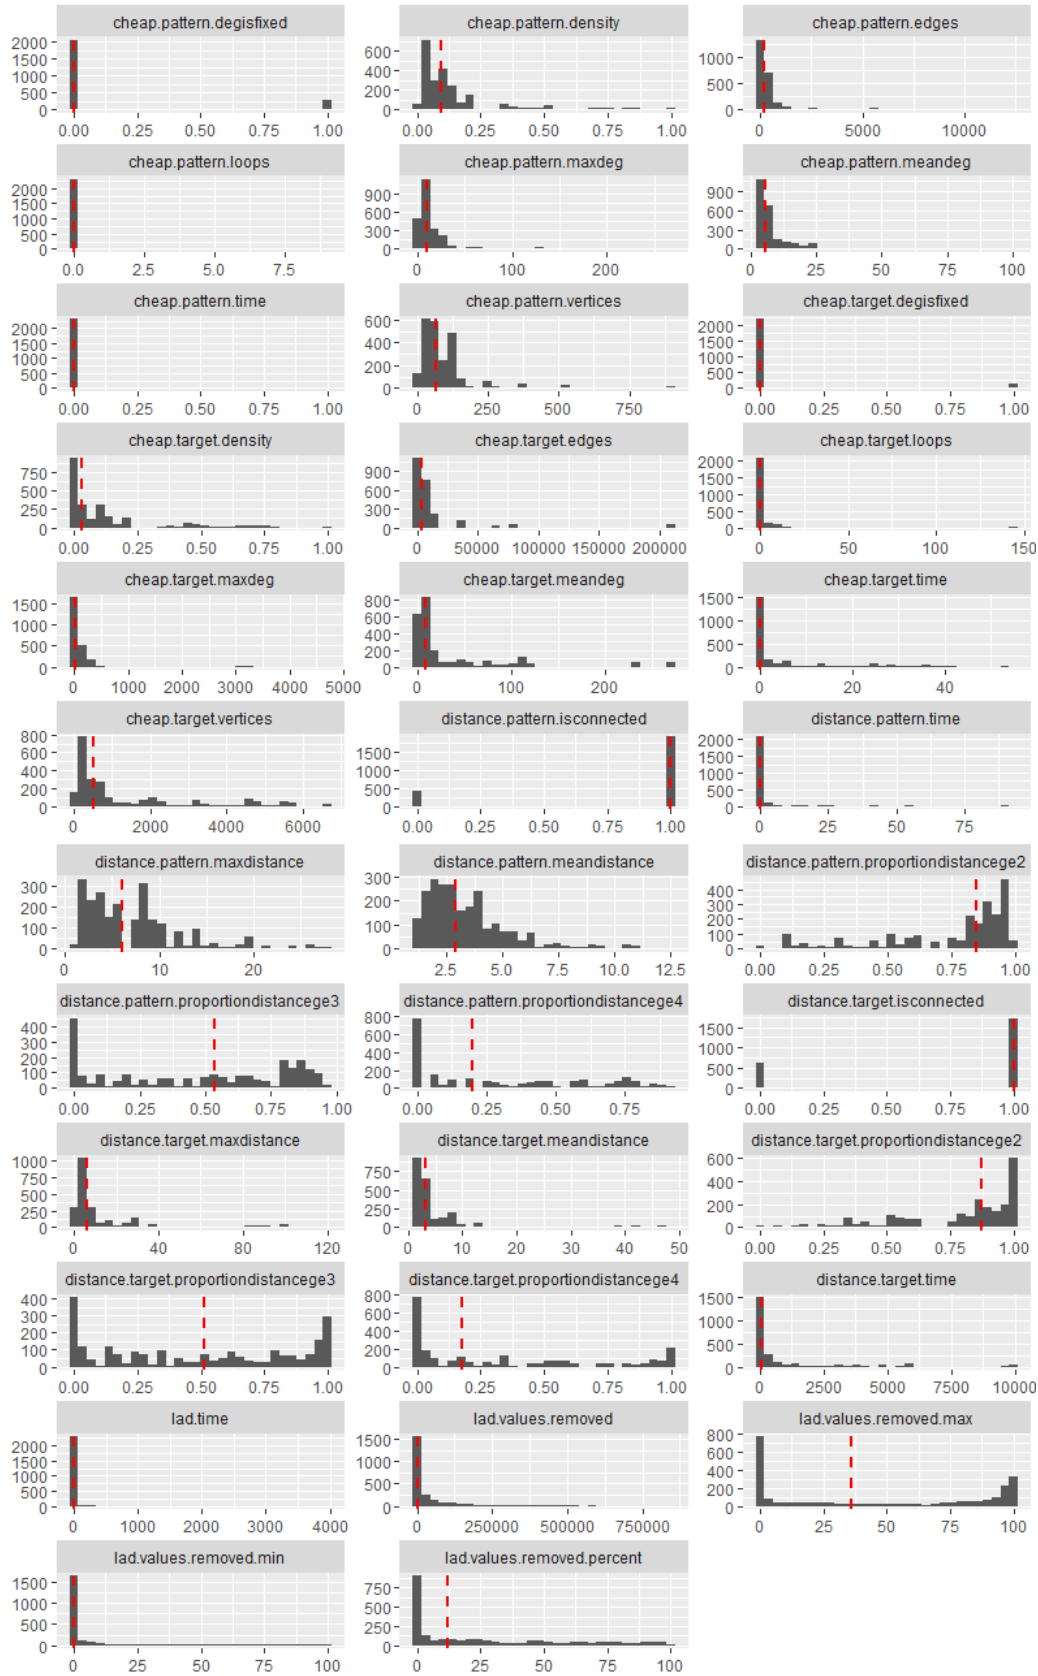 cheap.pattern.degisfixed cheap.pattern.density cheap.pattern.edges
2000 1500 1000 500 0
600 400 200 0
1000 500 0
0.00 0.25 0.50 0.75 1.00 0.00 0.25 0.50 0.75 1.00 0 5000 10000
cheap.pattern.loops cheap.pattern.maxdeg cheap.pattern.meandeg
2000 1500 1000 500 0
900 600 300 0
900 600 300 0
0.0 2.5 5.0 7.5 0 100 200 0 25 50 75 100
cheap.pattern.time cheap.pattern.vertices cheap.target.degisfixed
2000 1500 1000 500 0
600 400 200 0
2000 1500 1000 500 0
0.00 0.25 0.50 0.75 1.00 0 250 500 750 0.00 0.25 0.50 0.75 1.00
cheap.target.density cheap.target.edges cheap.target.loops
750 500 250 0
900 600 300 0
2000 1500 1000 500 0
0.00 0.25 0.50 0.75 1.00 0 50000 100000 150000 200000 0 50 100 150
cheap.target.maxdeg cheap.target.meandeg cheap.target.time
1500 1000 500 0
800 600 400 200 0
1500 1000 500 0
0 1000 2000 3000 4000 5000 0 100 200 0 20 40
cheap.target.vertices distance.pattern.isconnected distance.pattern.time
800 600 400 200 0
1500 1000 500 0
2000 1500 1000 500 0
0 2000 4000 6000 0.00 0.25 0.50 0.75 1.00 0 25 50 75
distance.pattern.maxdistance distance.pattern.meandistance distance.pattern.proportiondistancege2
300 200 100 0
300 200 100 0
400 300 200 100 0
0 10 20 2.5 5.0 7.5 10.0 12.5 0.00 0.25 0.50 0.75 1.00
distance.pattern.proportiondistancege3 distance.pattern.proportiondistancege4 distance.target.isconnected
400 300 200 100 0
800 600 400 200 0
1500 1000 500 0
0.00 0.25 0.50 0.75 1.00 0.00 0.25 0.50 0.75 0.00 0.25 0.50 0.75 1.00
distance.target.maxdistance distance.target.meandistance distance.target.proportiondistancege2
1000 750 500 250 0
750 500 250 0
600 400 200 0
0 40 80 120 0 10 20 30 40 50 0.00 0.25 0.50 0.75 1.00
distance.target.proportiondistancege3 distance.target.proportiondistancege4 distance.target.time
400 300 200 100 0
800 600 400 200 0
1500 1000 500 0
0.00 0.25 0.50 0.75 1.00 0.00 0.25 0.50 0.75 1.00 0 2500 5000 7500 10000
lad.time lad.values.removed lad.values.removed.max
2000 1500 1000 500 0
1500 1000 500 0
800 600 400 200 0
0 1000 2000 3000 4000 0 250000 500000 750000 0 25 50 75 100
lad.values.removed.min lad.values.removed.percent
1500 1000 500 0
750 500 250 0
0 25 50 75 100 0 25 50 75 100